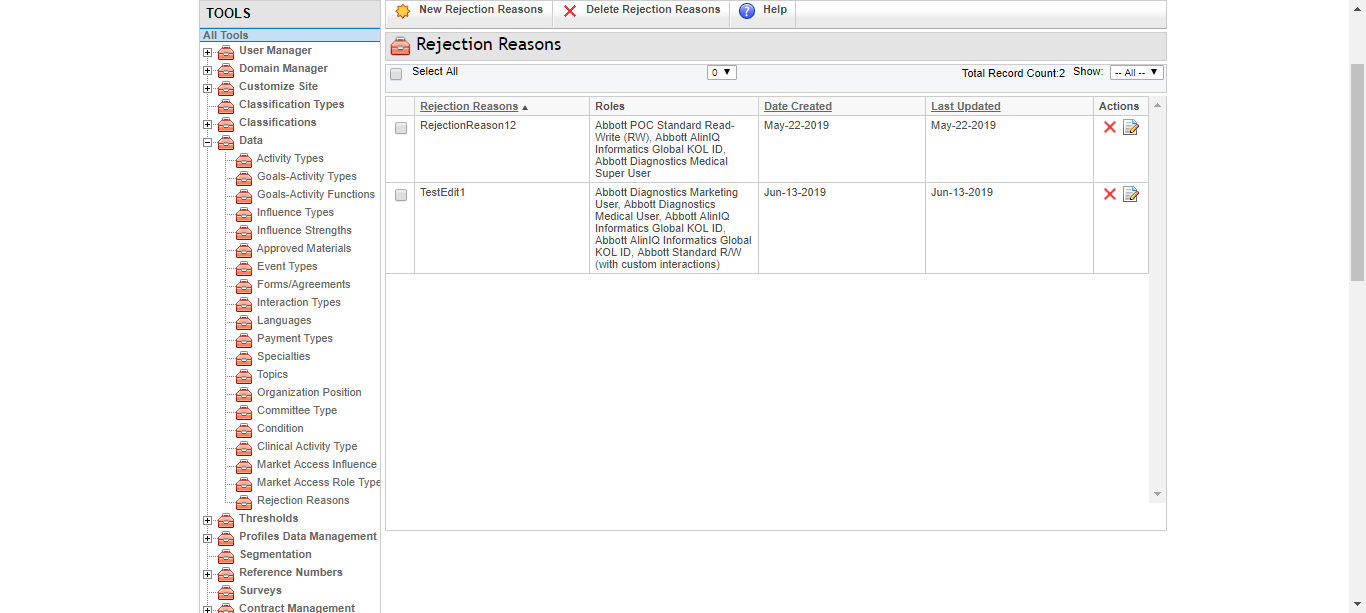 TOOLS
All Tools
User Manager
Domain Manager
Customize Site
Classification Types
Classifications
Data
Activity Types
Goals-Activity Types
Goals-Activity Functions
Influence Types
Influence Strengths
Approved Materials
Event Types
Forms/Agreements
Interaction Types
Languages
Payment Types
Specialties
Topics
Organization Position
Committee Type
Condition
Clinical Activity Type
Market Access Influence
Market Access Role Type
Rejection Reasons
Thresholds
Profiles Data Management
Segmentation
Reference Numbers
Surveys
Contract Management
New Rejection Reasons Delete Rejection Reasons ? Help
Rejection Reasons
Select All 0 ▼ Total Record Count:2 Show: -- All -- ▼
Rejection Reasons ▲ Roles Date Created Last Updated Actions
RejectionReason12
Abbott POC Standard Read-
Write (RW), Abbott AlinIQ
Informatics Global KOL ID,
Abbott Diagnostics Medical
Super User
May-22-2019 May-22-2019
TestEdit1
Abbott Diagnostics Marketing
User, Abbott Diagnostics
Medical User, Abbott AlinIQ
Informatics Global KOL ID,
Abbott AlinIQ Informatics Global
KOL ID, Abbott Standard R/W
(with custom interactions)
Jun-13-2019 Jun-13-2019